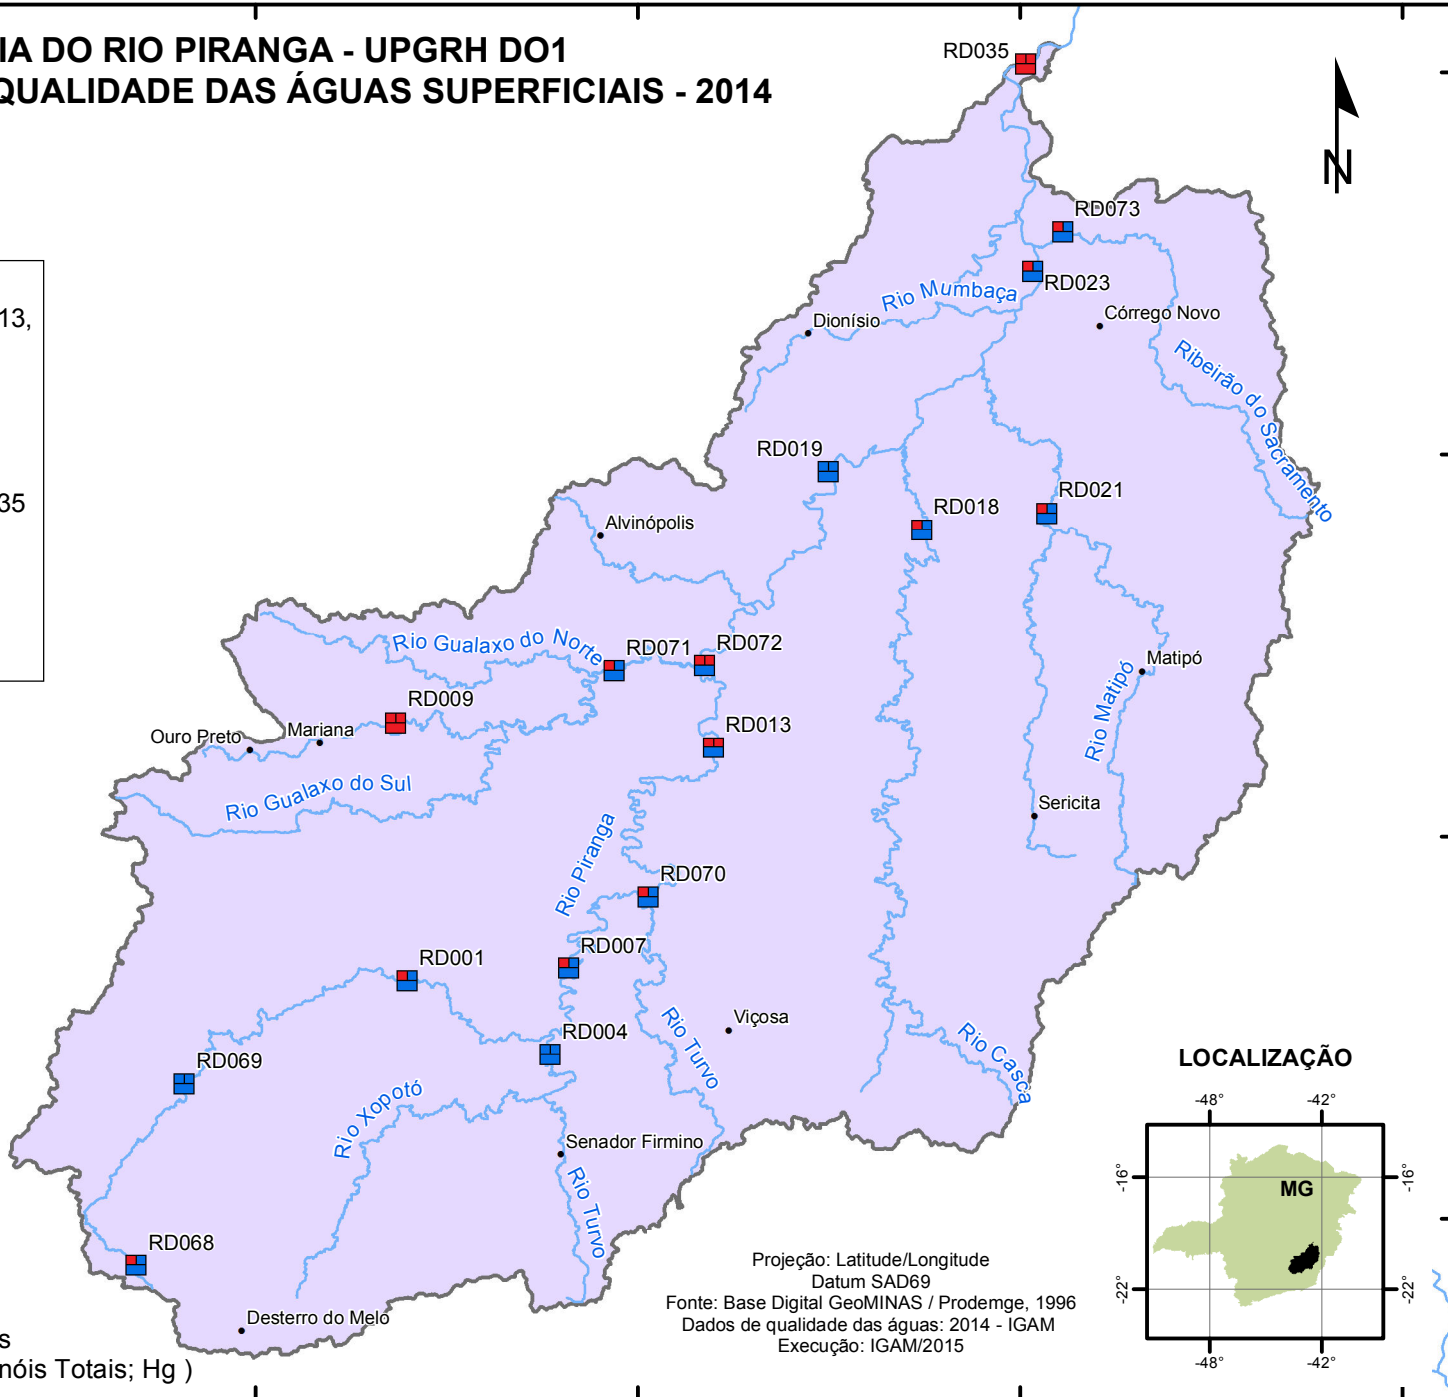 IA DO RIO PIRANGA - UPGRH DO1
QUALIDADE DAS ÁGUAS SUPERFICIAIS - 2014
RD035
N
RD073
13,
RD023
Rio Mumbaça
Dionísio
Córrego Novo
Ribeirão do Sacramento
RD019
35
RD021
RD018
Alvinópolis
Rio Gualaxo do Norte
RD071
RD072
Matipó
Rio Matipó
RD009
Ouro Preto
Mariana
RD013
Rio Gualaxo do Sul
Sericita
Rio Piranga
RD070
RD007
RD001
Viçosa
RD004
Rio Turvo
Rio Casca
RD069
LOCALIZAÇÃO
Rio Xopotó
-48°
-42°
Senador Firmino
-16°
-16°
MG
Rio Turvo
RD068
Projeção: Latitude/Longitude
Datum SAD69
-22°
-22°
Fonte: Base Digital GeoMINAS / Prodemge, 1996
Desterro do Melo
Dados de qualidade das águas: 2014 - IGAM
Execução: IGAM/2015
s
-48°
-42°
nóis Totais; Hg )